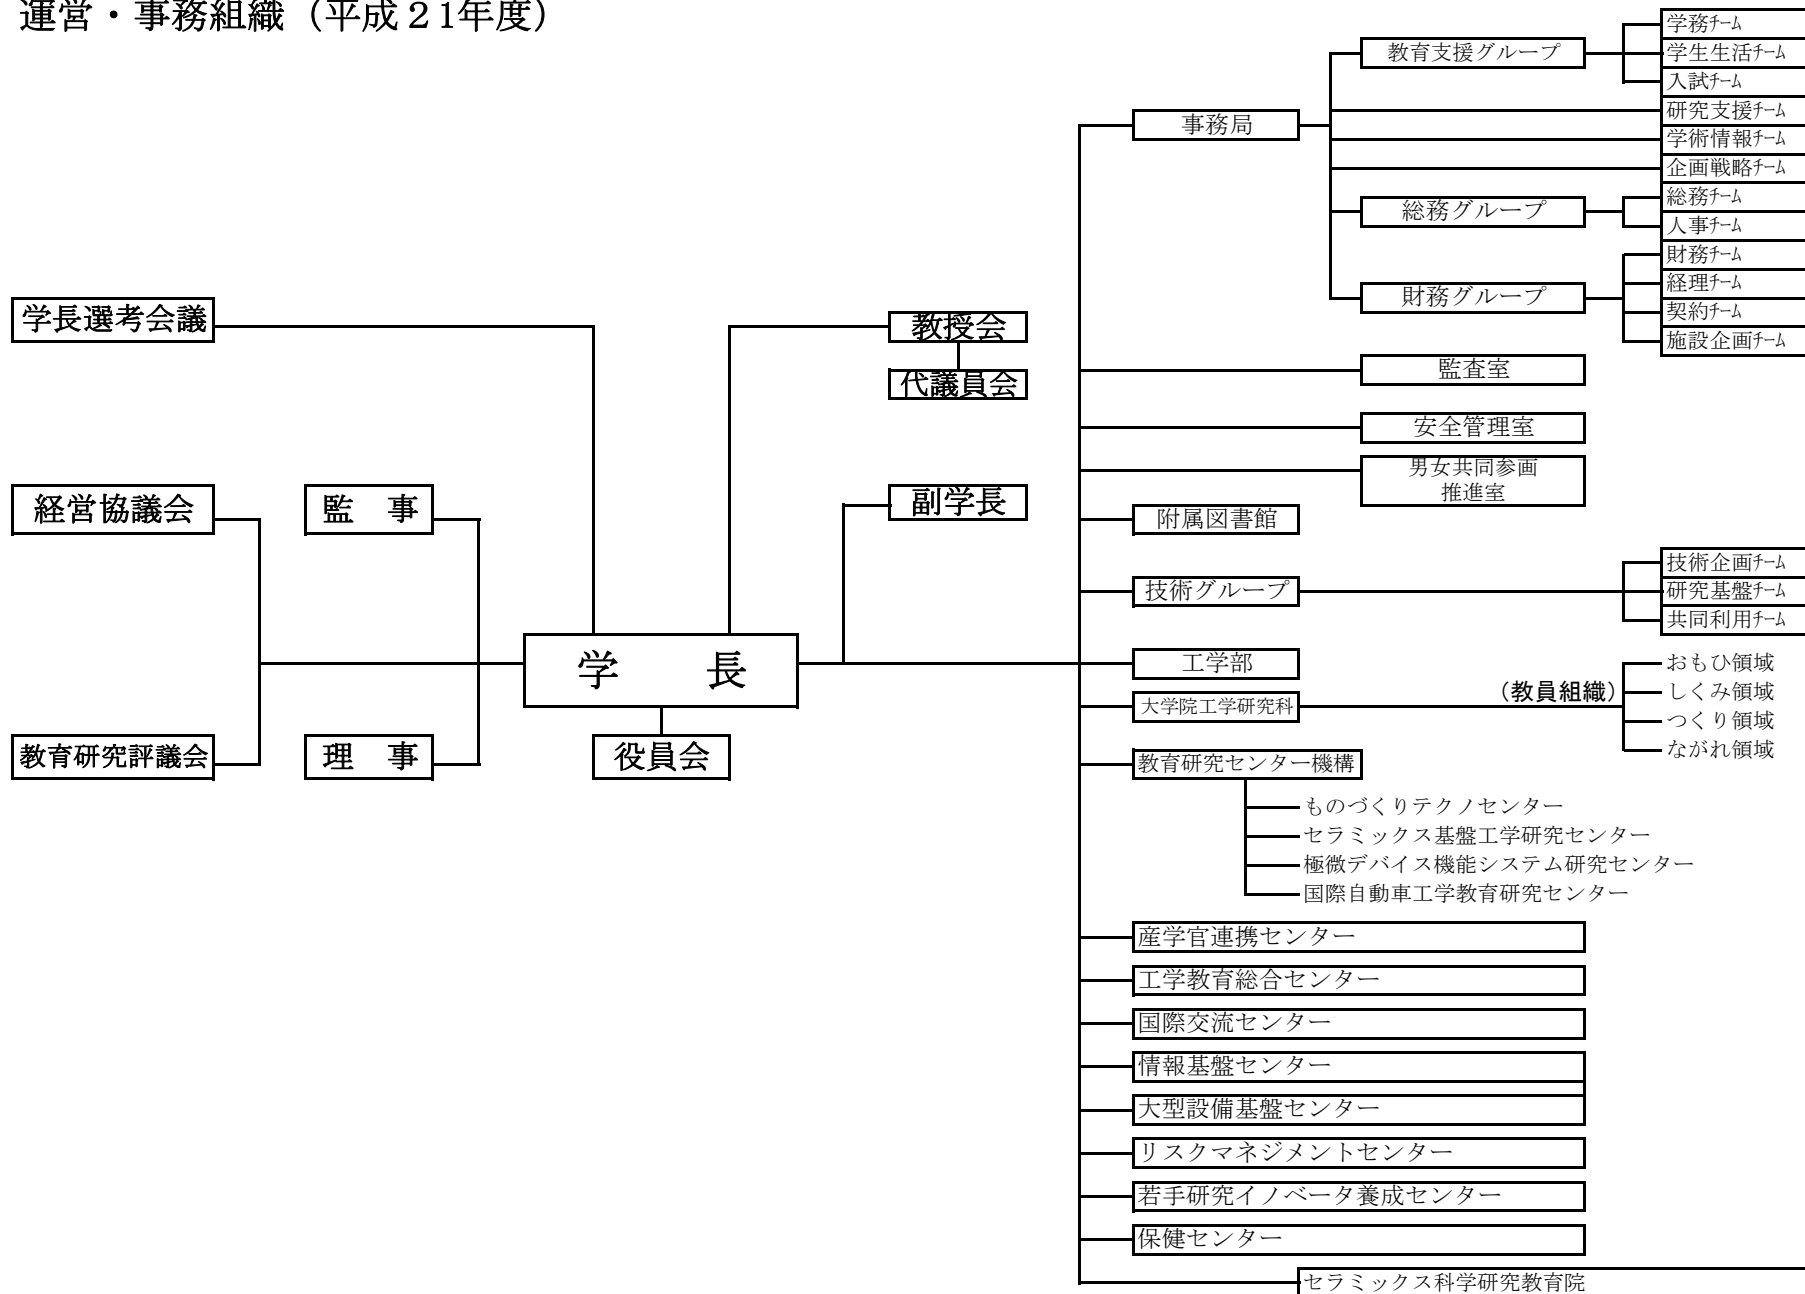 運営・事務組織（平成２1年度）
学長選考会議
経営協議会
教育研究評議会
監　事
理　事
学　　長
役員会
教授会
代議員会
副学長
事務局
教育支援グループ
学務ﾁｰﾑ
学生生活ﾁｰﾑ
入試ﾁｰﾑ
研究支援ﾁｰﾑ
学術情報ﾁｰﾑ
企画戦略ﾁｰﾑ
総務グループ
総務ﾁｰﾑ
人事ﾁｰﾑ
財務グループ
財務ﾁｰﾑ
経理ﾁｰﾑ
契約ﾁｰﾑ
施設企画ﾁｰﾑ
監査室
安全管理室
男女共同参画
推進室
附属図書館
技術グループ
技術企画ﾁｰﾑ
研究基盤ﾁｰﾑ
共同利用ﾁｰﾑ
工学部
大学院工学研究科
（教員組織）
おもひ領域
しくみ領域
つくり領域
ながれ領域
教育研究センター機構
ものづくりテクノセンター
セラミックス基盤工学研究センター
極微デバイス機能システム研究センター
国際自動車工学教育研究センター
産学官連携センター
工学教育総合センター
国際交流センター
情報基盤センター
大型設備基盤センター
リスクマネジメントセンター
若手研究イノベータ養成センター
保健センター
セラミックス科学研究教育院